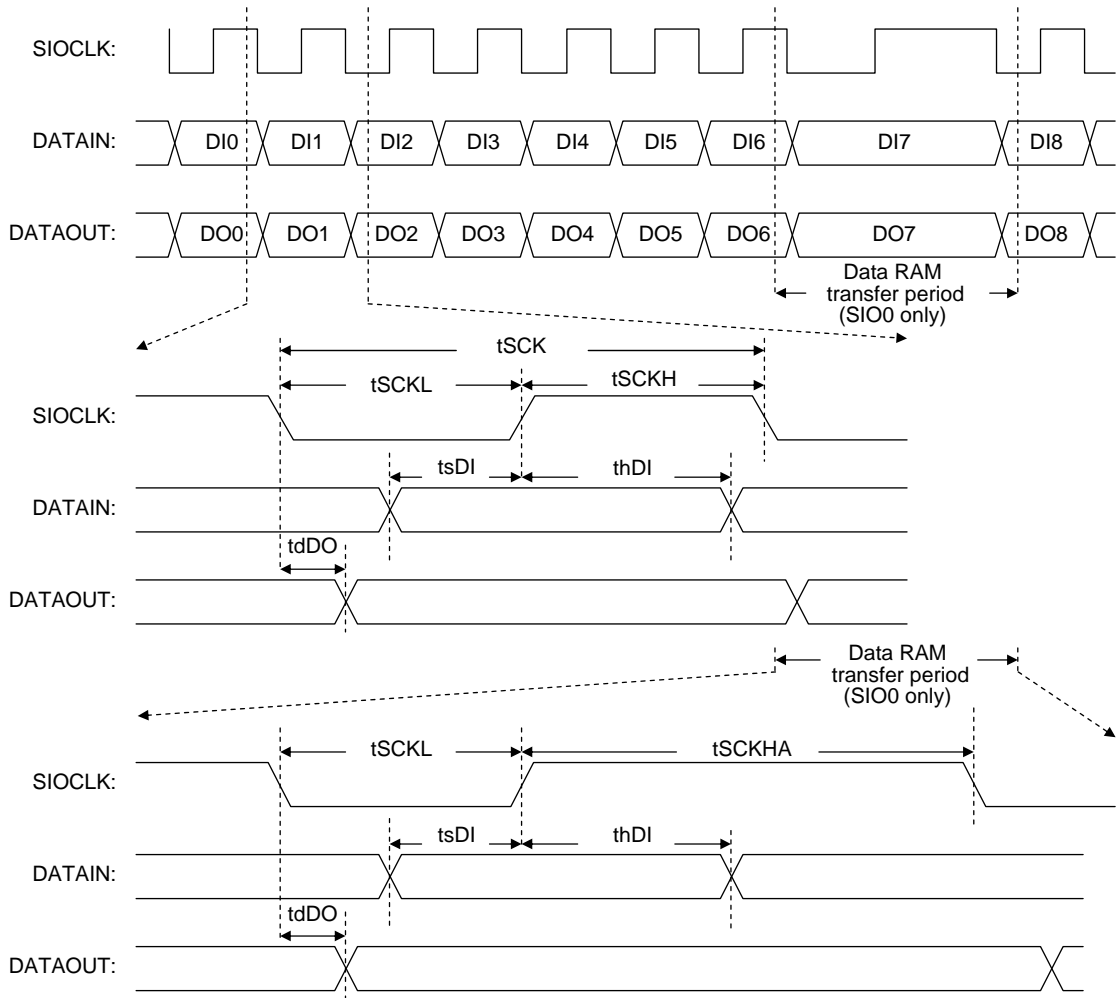 SIOCLK:
DATAIN:
DI0 DI1 DI2 DI3 DI4 DI5 DI6 DI7 DI8
DATAOUT:
DO0 DO1 DO2 DO3 DO4 DO5 DO6 DO7 DO8
Data RAM
transfer period
(SIO0 only)
tSCK
tSCKL tSCKH
SIOCLK:
tsDI thDI
DATAIN:
tdDO
DATAOUT:
Data RAM
transfer period
(SIO0 only)
tSCKL tSCKHA
SIOCLK:
tsDI thDI
DATAIN:
tdDO
DATAOUT: